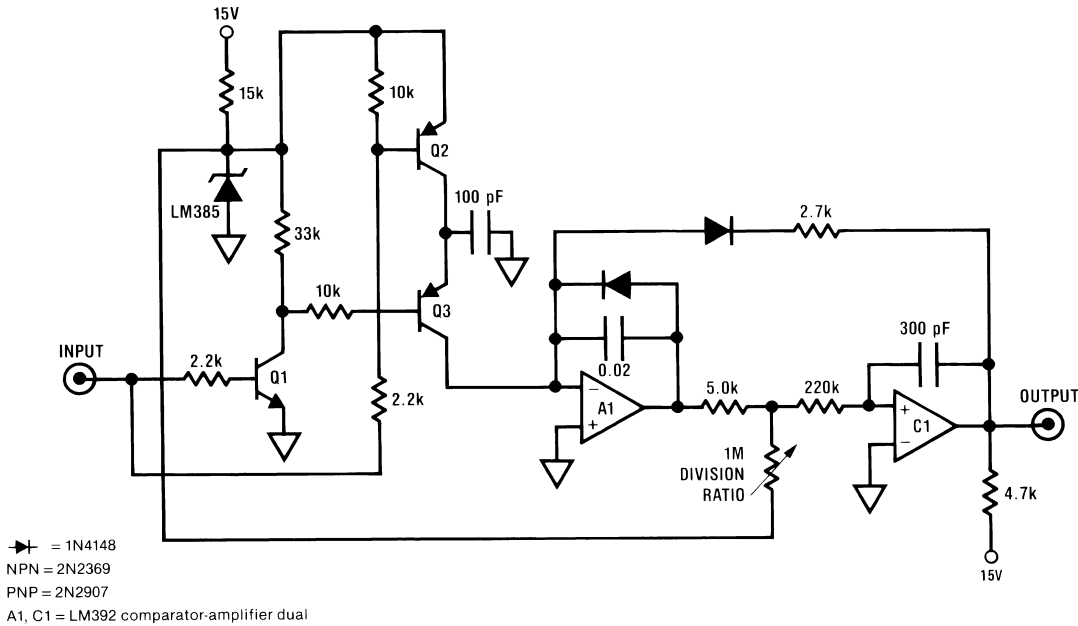 15V
15k
10k
Q2
LM385
33k
100 pF
2.7k
10k
Q3
300 pF
INPUT
2.2k
Q1
2.2k
0.02
−
A1
+
5.0k
220k
+
C1
−
OUTPUT
1M
DIVISION
RATIO
4.7k
15V
= 1N4148
NPN = 2N2369
PNP = 2N2907
A1, C1 = LM392 comparator-amplifier dual